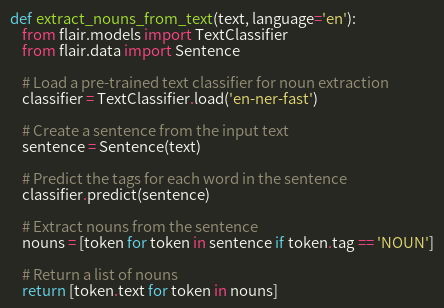 def extract_nouns_from_text(text, language='en'):
from flair.models import TextClassifier
from flair.data import Sentence
# Load a pre-trained text classifier for noun extraction
classifier = TextClassifier.load('en-ner-fast')
# Create a sentence from the input text
sentence = Sentence(text)
# Predict the tags for each word in the sentence
classifier.predict(sentence)
# Extract nouns from the sentence
nouns = [token for token in sentence if token.tag == 'NOUN']
# Return a list of nouns
return [token.text for token in nouns]